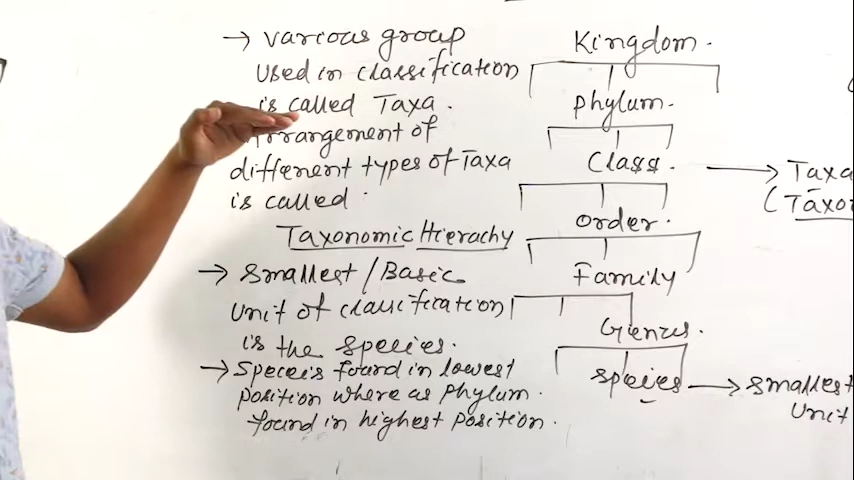 → various group
used in classification
is called Taxa.
Arrangement of
different types of Taxa
is called
Taxonomic Hierachy
→ Smallest / Basic
Unit of classification
is the species.
→ Species found in lowest
position where as phylum.
found in highest position.
Kingdom.
Phylum.
Class. → Taxa
(Taxon
Order.
Family
Genus.
Species → smallest
Unit